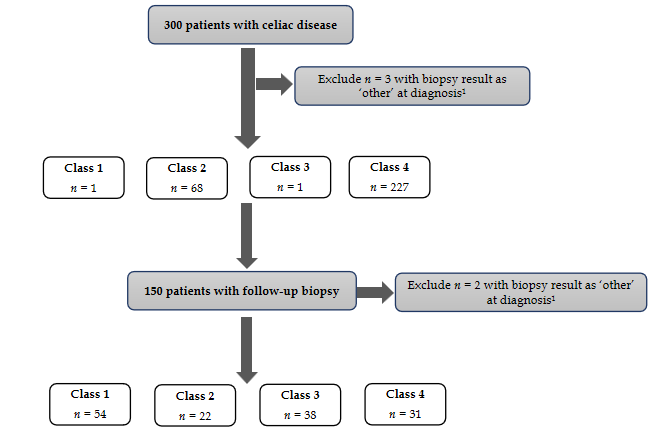 300 patients with celiac disease
Exclude n = 3 with biopsy result as
‘other’ at diagnosis¹
Class 1
n = 1
Class 2
n = 68
Class 3
n = 1
Class 4
n = 227
150 patients with follow-up biopsy
Exclude n = 2 with biopsy result as ‘other’
at diagnosis¹
Class 1
n = 54
Class 2
n = 22
Class 3
n = 38
Class 4
n = 31